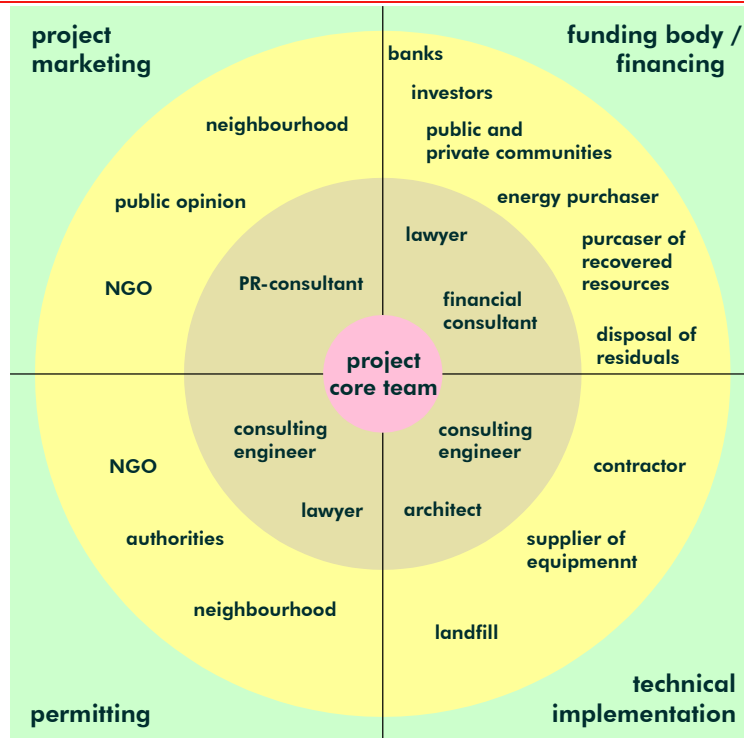 project
marketing
funding body /
financing
banks
investors
neighbourhood
public and
private communities
public opinion
energy purchaser
lawyer
purcaser of
recovered
resources
NGO
PR-consultant
financial
consultant
disposal of
residuals
project
core team
consulting
engineer
consulting
engineer
NGO
contractor
lawyer
architect
authorities
supplier of
equipmennt
neighbourhood
landfill
permitting
technical
implementation